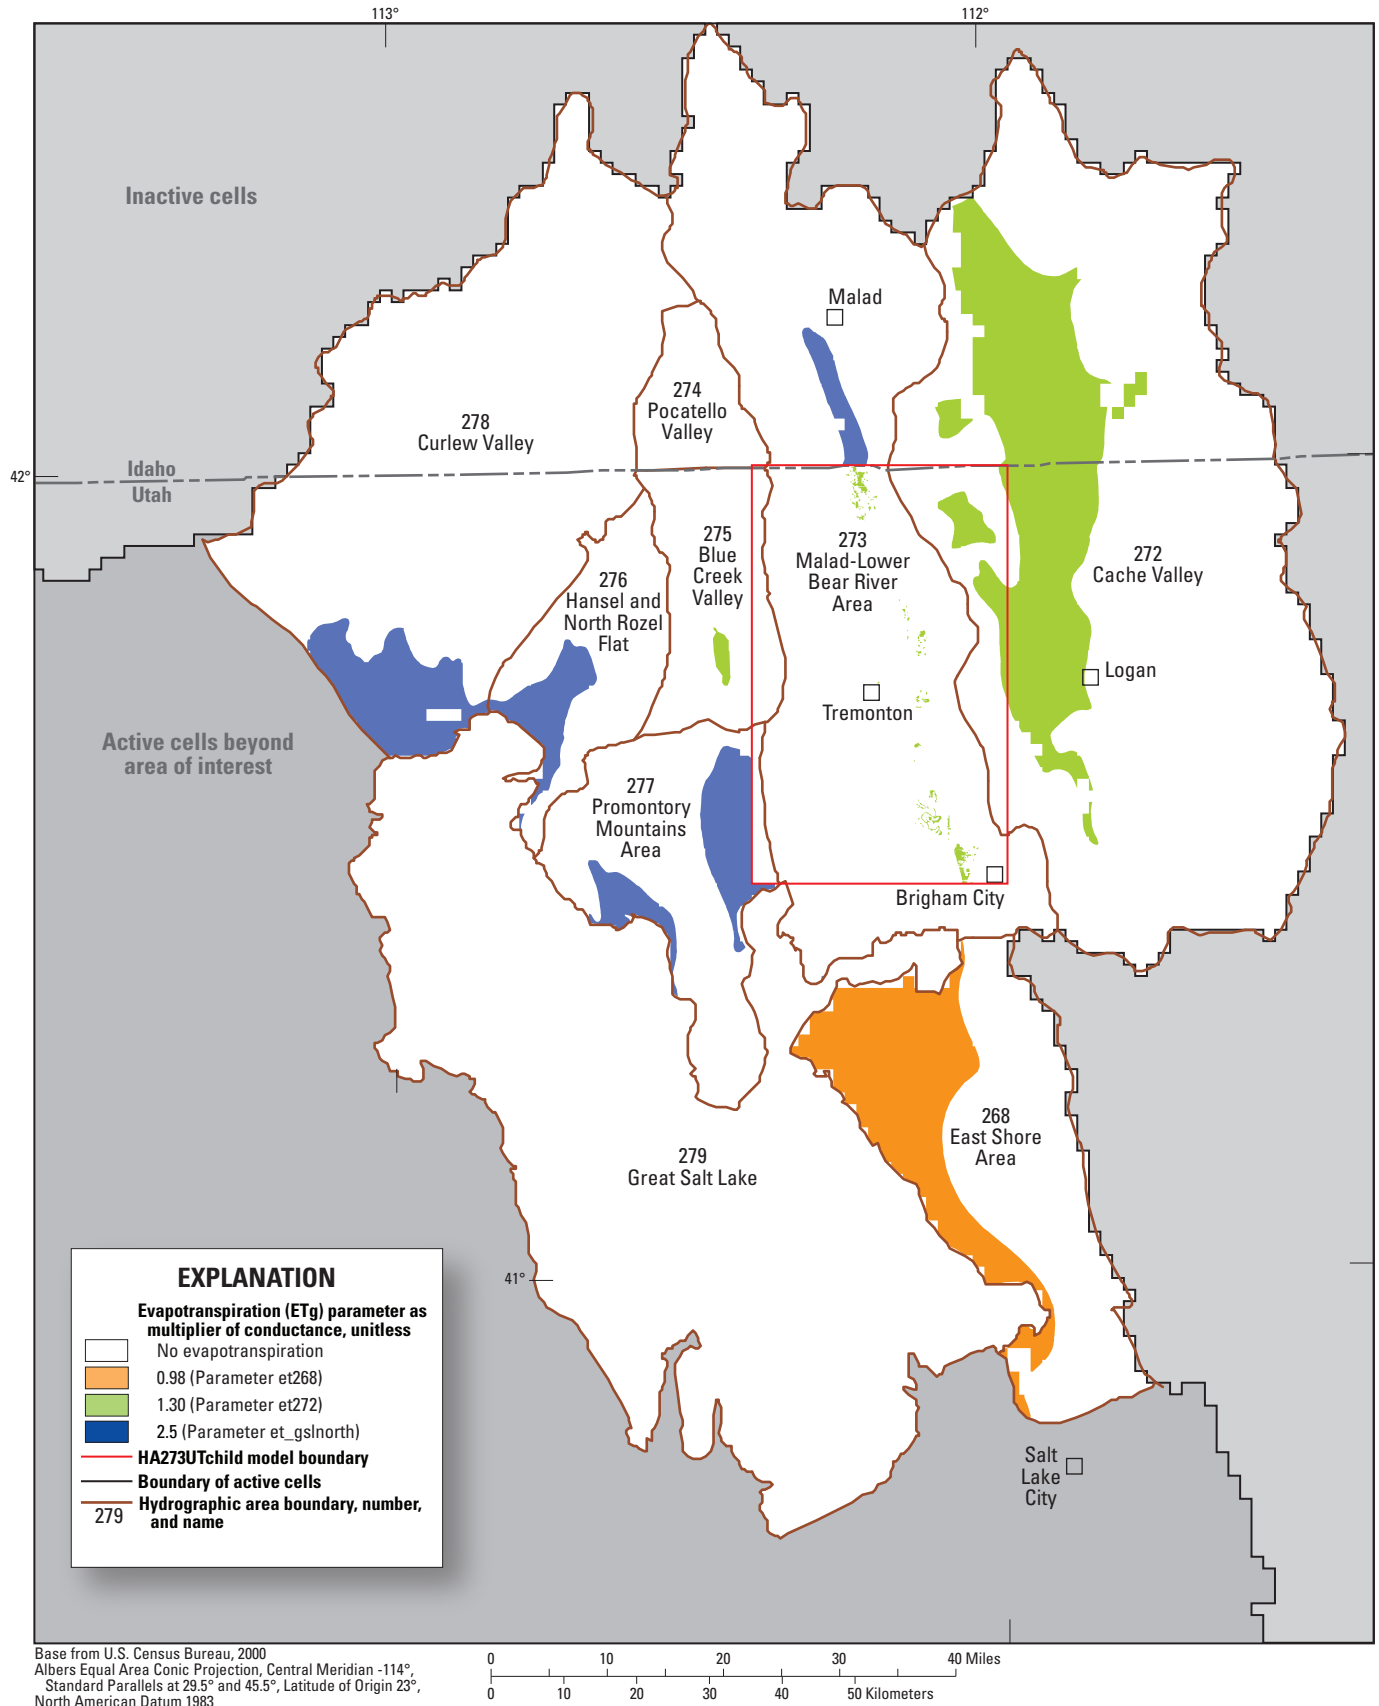 113°
112°
Inactive cells
Malad
274
Pocatello
Valley
278
Curlew Valley
Idaho
42°
Utah
275
Blue
Creek
Valley
273
Malad-Lower
Bear River
Area
272
Cache Valley
276
Hansel and
North Rozel
Flat
Logan
Tremonton
Active cells beyond
area of interest
277
Promontory
Mountains
Area
Brigham City
268
East Shore
Area
279
Great Salt Lake
41°
EXPLANATION
Evapotranspiration (ETg) parameter as
multiplier of conductance, unitless
No evapotranspiration
0.98 (Parameter et268)
1.30 (Parameter et272)
2.5 (Parameter et_gslnorth)
HA273UTchild model boundary
Boundary of active cells
Hydrographic area boundary, number,
279
and name
Salt
Lake
City
Base from U.S. Census Bureau, 2000
Albers Equal Area Conic Projection, Central Meridian -114°,
Standard Parallels at 29.5° and 45.5°, Latitude of Origin 23°,
North American Datum 1983
0 10 20 30 40 Miles
0 10 20 30 40 50 Kilometers